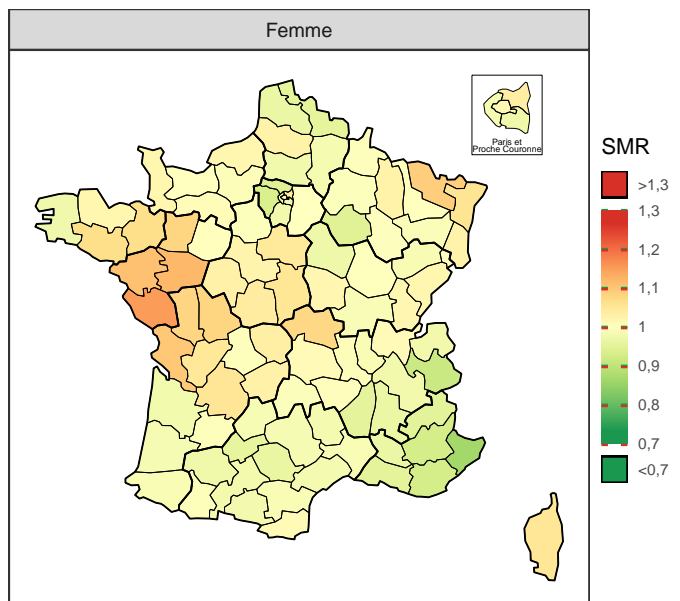 Femme
Paris et
Proche Couronne
SMR
>1,3
1,3
1,2
1,1
1
0,9
0,8
0,7
<0,7